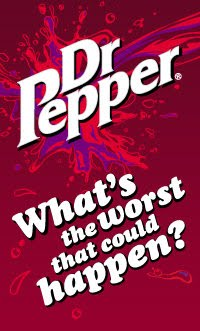 Dr
Pepper®
What's
the worst
that could
happen?